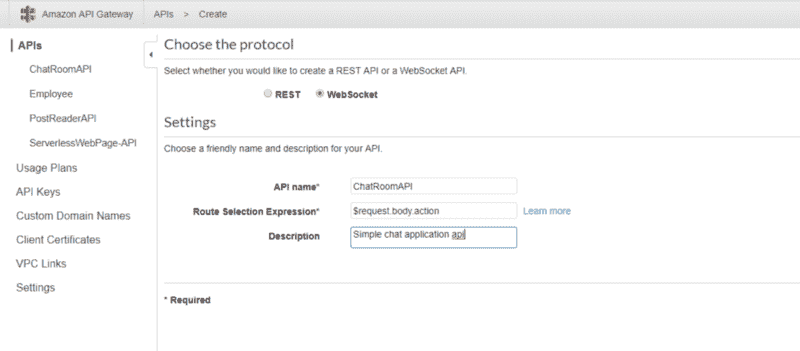 Amazon API Gateway APIs > Create
APIs
ChatRoomAPI
Employee
PostReaderAPI
ServerlessWebPage-API
Usage Plans
API Keys
Custom Domain Names
Client Certificates
VPC Links
Settings
Choose the protocol
Select whether you would like to create a REST API or a WebSocket API.
REST WebSocket
Settings
Choose a friendly name and description for your API.
API name* ChatRoomAPI
Route Selection Expression* $request.body.action Learn more
Description Simple chat application api
* Required